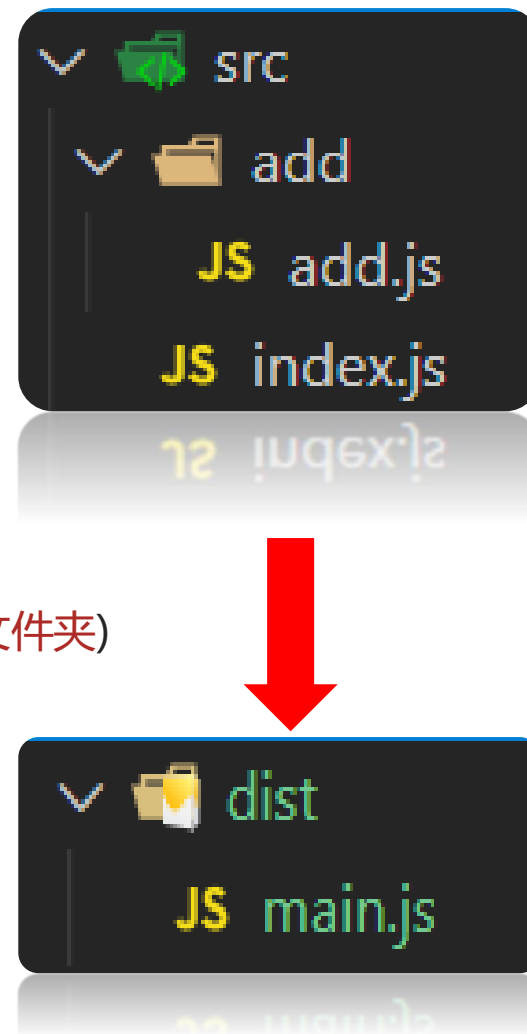 src
add
JS add.js
JS index.js
文件夹)
dist
JS main.js